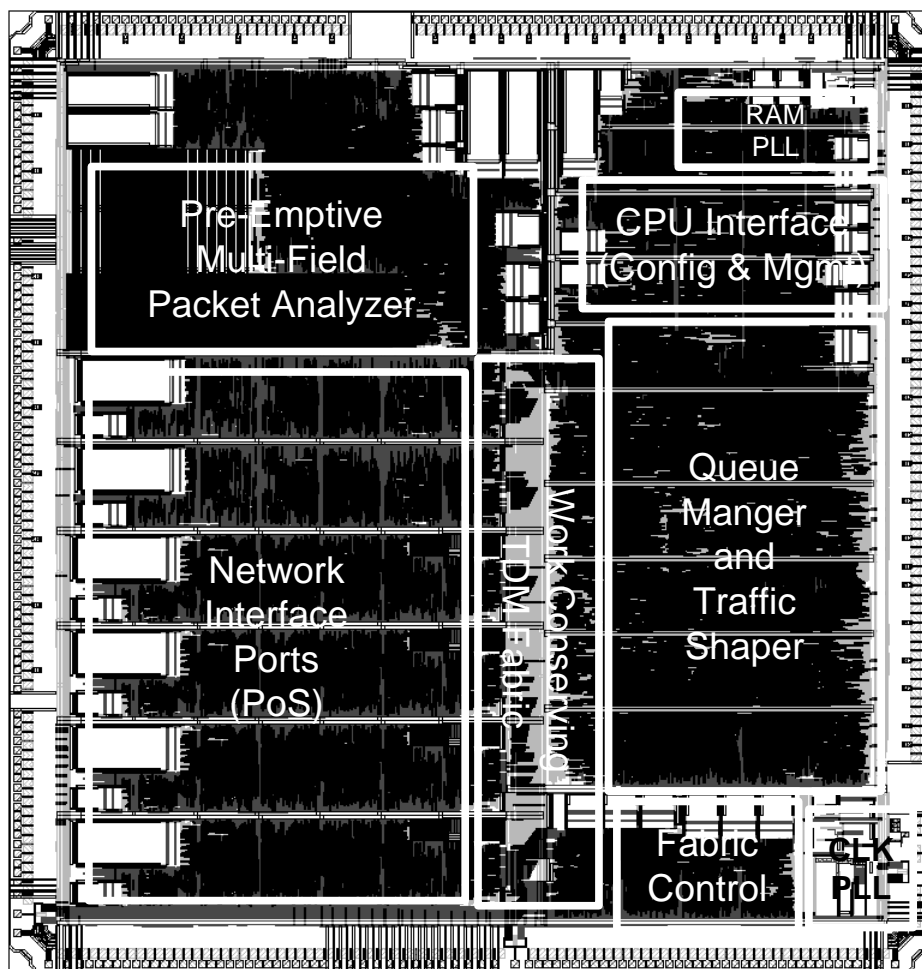 RAM
PLL
Pre-Emptive
Multi-Field
Packet Analyzer
CPU Interface
(Config & Mgmt)
Network
Interface
Ports
(PoS)
Work Conserving
TDM Fabric
Queue
Manger
and
Traffic
Shaper
Fabric
Control
CLK
PLL